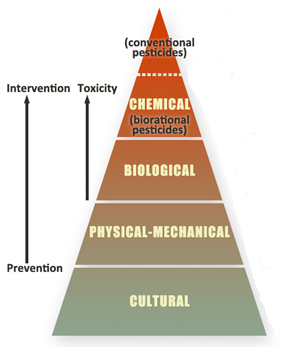 (conventional
pesticides)
Intervention Toxicity
CHEMICAL
(biorational
pesticides)
BIOLOGICAL
PHYSICAL-MECHANICAL
Prevention
CULTURAL